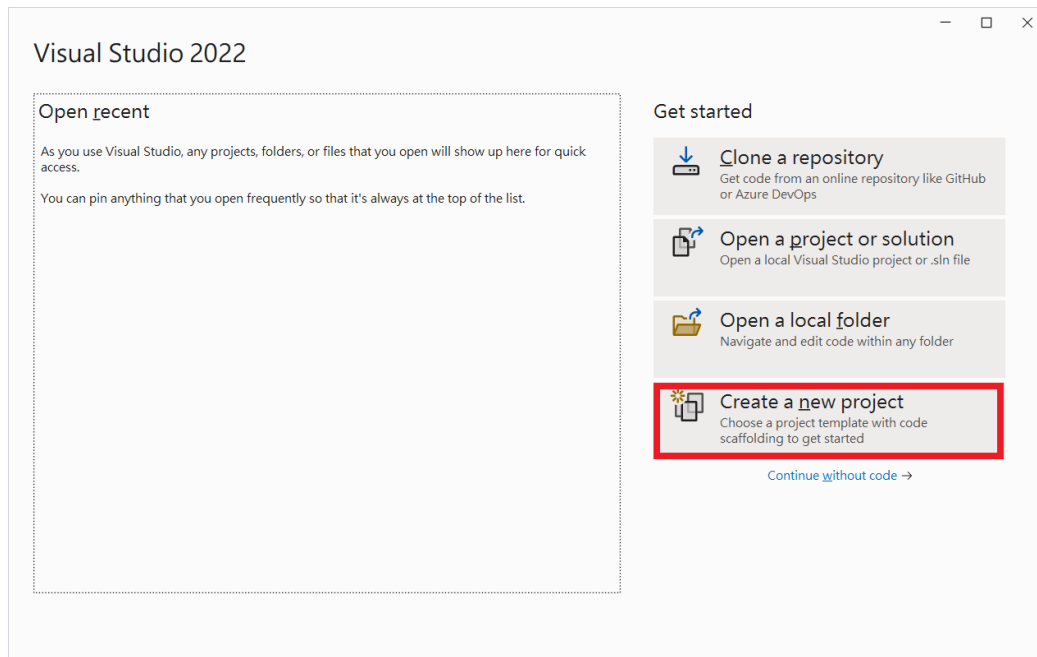 Visual Studio 2022
Open recent
As you use Visual Studio, any projects, folders, or files that you open will show up here for quick
access.
You can pin anything that you open frequently so that it's always at the top of the list.
Get started
Clone a repository
Get code from an online repository like GitHub
or Azure DevOps
Open a project or solution
Open a local Visual Studio project or .sln file
Open a local folder
Navigate and edit code within any folder
Create a new project
Choose a project template with code
scaffolding to get started
Continue without code →